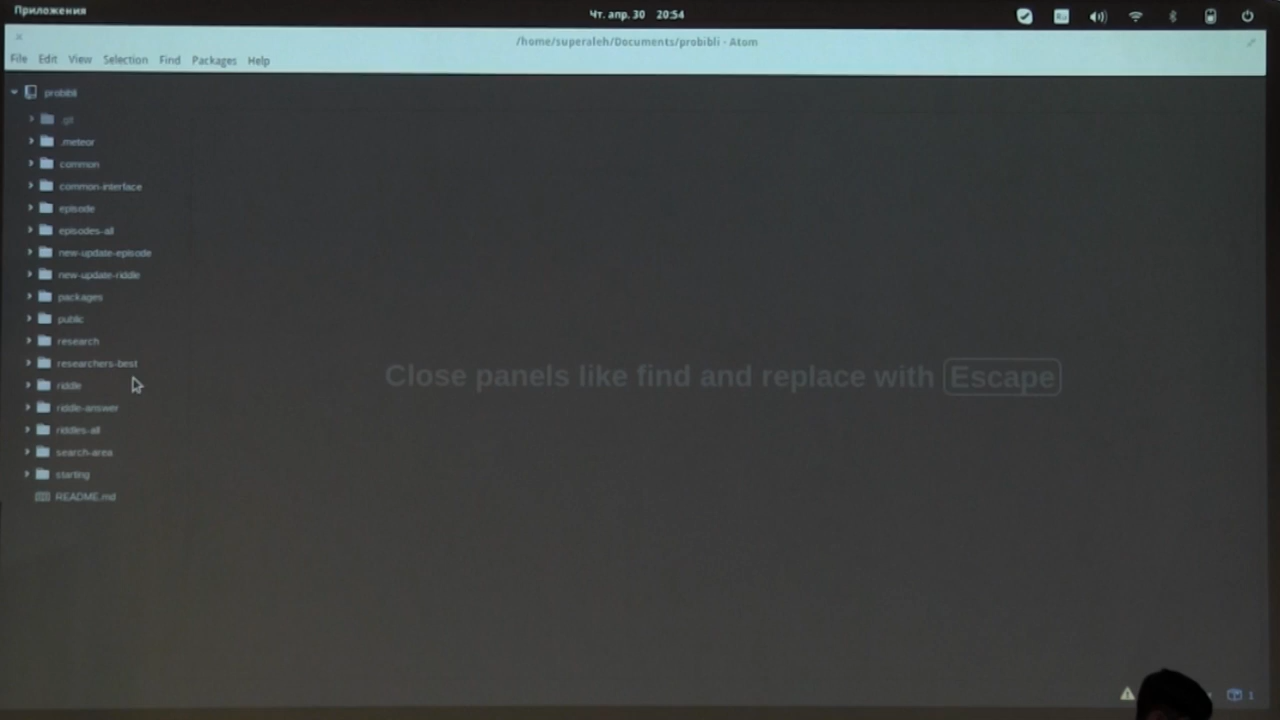 Приложения
Чт. апр. 30 20:54
Ru
/home/superaleh/Documents/probibli - Atom
File Edit View Selection Find Packages Help
probibli
.git
.meteor
common
common-interface
episode
episodes-all
new-update-episode
new-update-riddle
packages
public
research
researchers-best
riddle
riddle-answer
riddles-all
search-area
starting
README.md
Close panels like find and replace with Escape
1